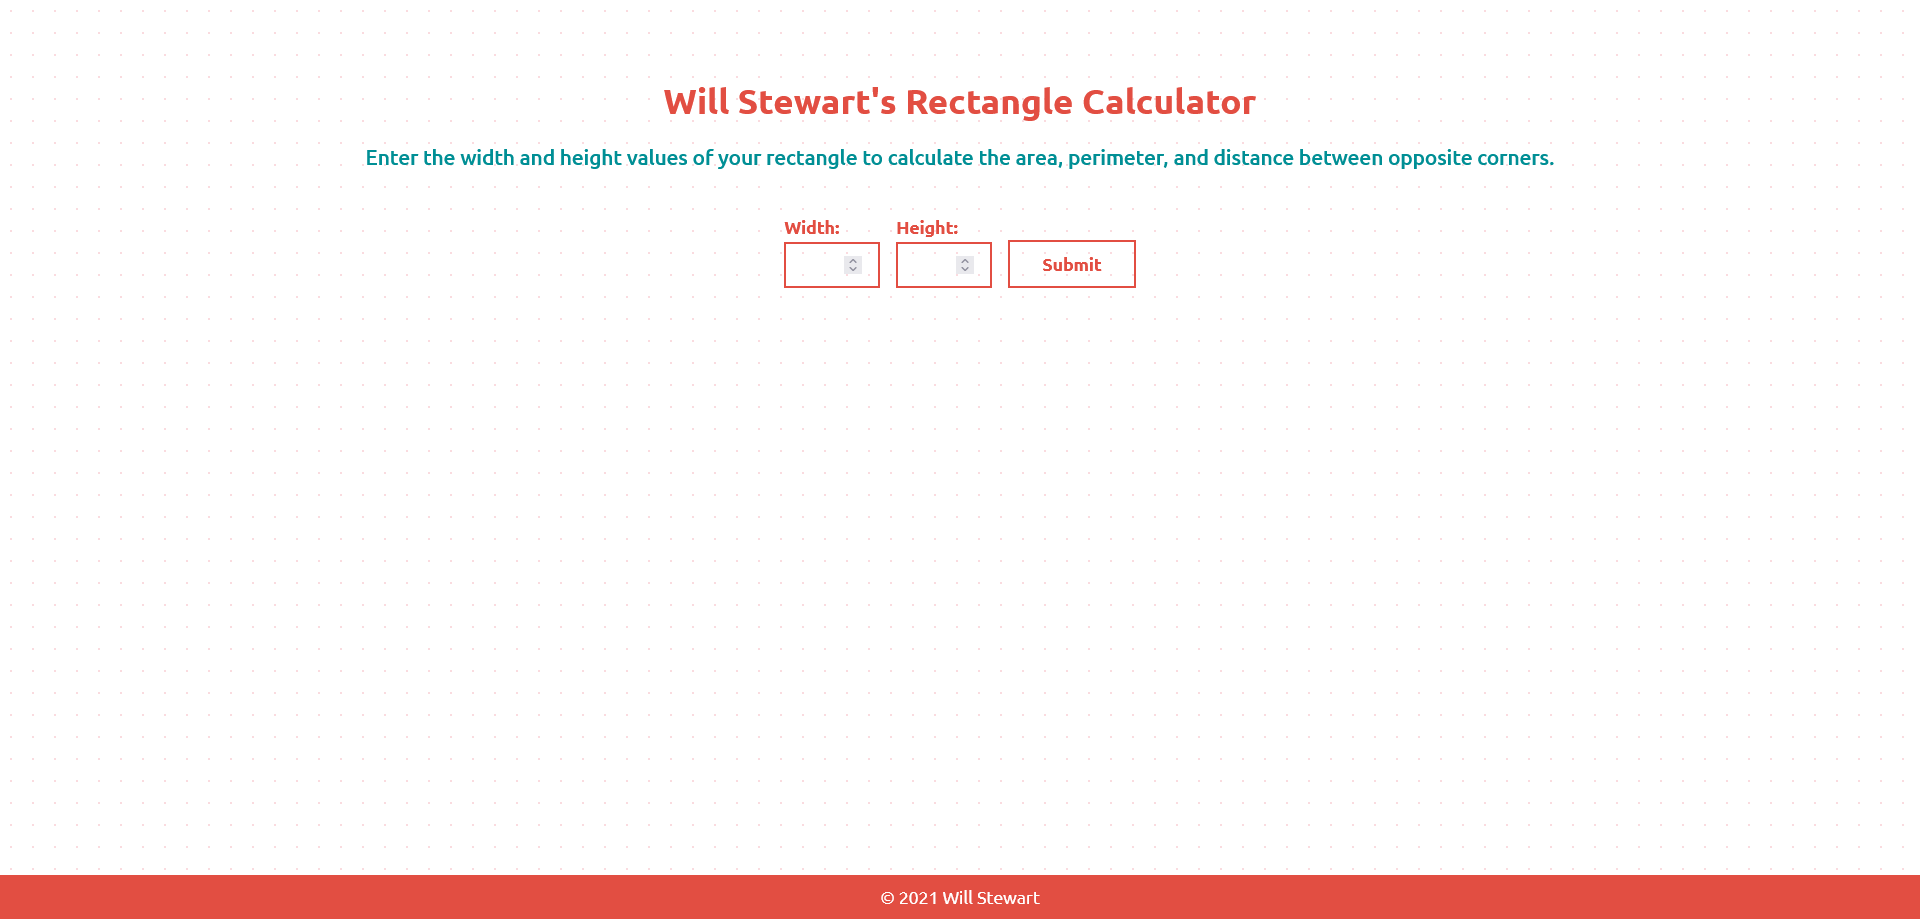 Will Stewart's Rectangle Calculator
Enter the width and height values of your rectangle to calculate the area, perimeter, and distance between opposite corners.
Width: Height:
Submit
© 2021 Will Stewart